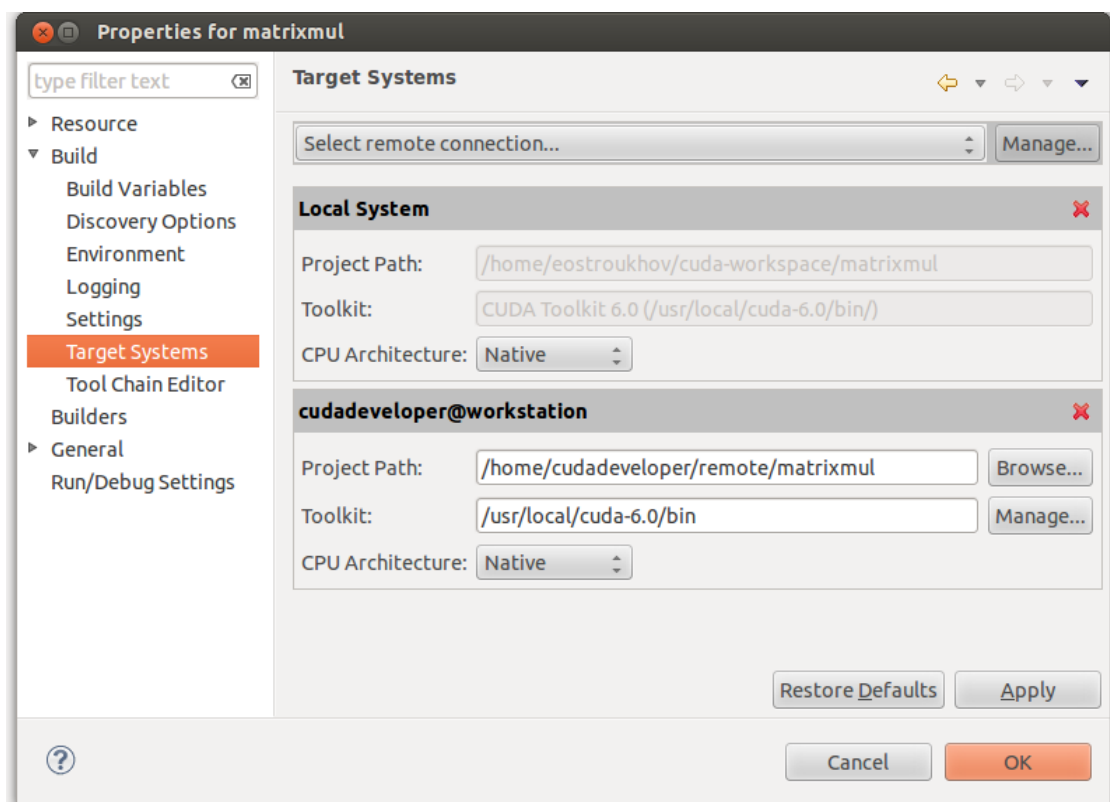 Properties for matrixmul
type filter text
Resource
Build
Build Variables
Discovery Options
Environment
Logging
Settings
Target Systems
Tool Chain Editor
Builders
General
Run/Debug Settings
Target Systems
Select remote connection...
Manage...
Local System
Project Path: /home/eostroukhov/cuda-workspace/matrixmul
Toolkit: CUDA Toolkit 6.0 (/usr/local/cuda-6.0/bin/)
CPU Architecture: Native
cudadeveloper@workstation
Project Path: /home/cudadeveloper/remote/matrixmul Browse...
Toolkit: /usr/local/cuda-6.0/bin Manage...
CPU Architecture: Native
Restore Defaults Apply
? Cancel OK